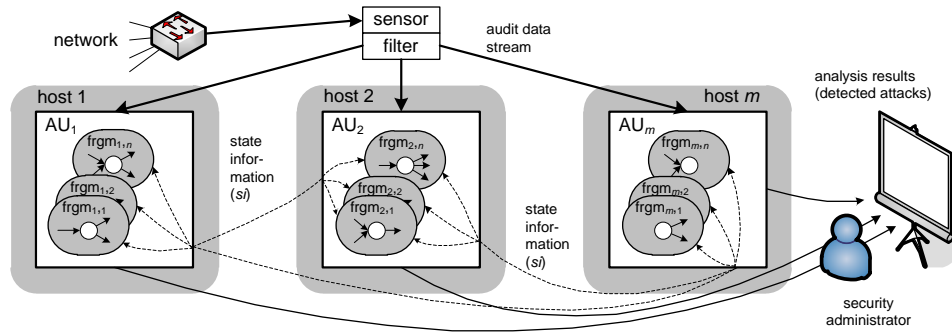 network
sensor
filter
audit data
stream
analysis results
(detected attacks)
host 1
host 2
host m
AU1
AU2
AUm
frgm1,n
frgm1,2
frgm1,1
state
infor-
mation
(si)
frgm2,n
frgm2,2
frgm2,1
state
infor-
mation
(si)
frgmm,n
frgmm,2
frgmm,1
security
administrator